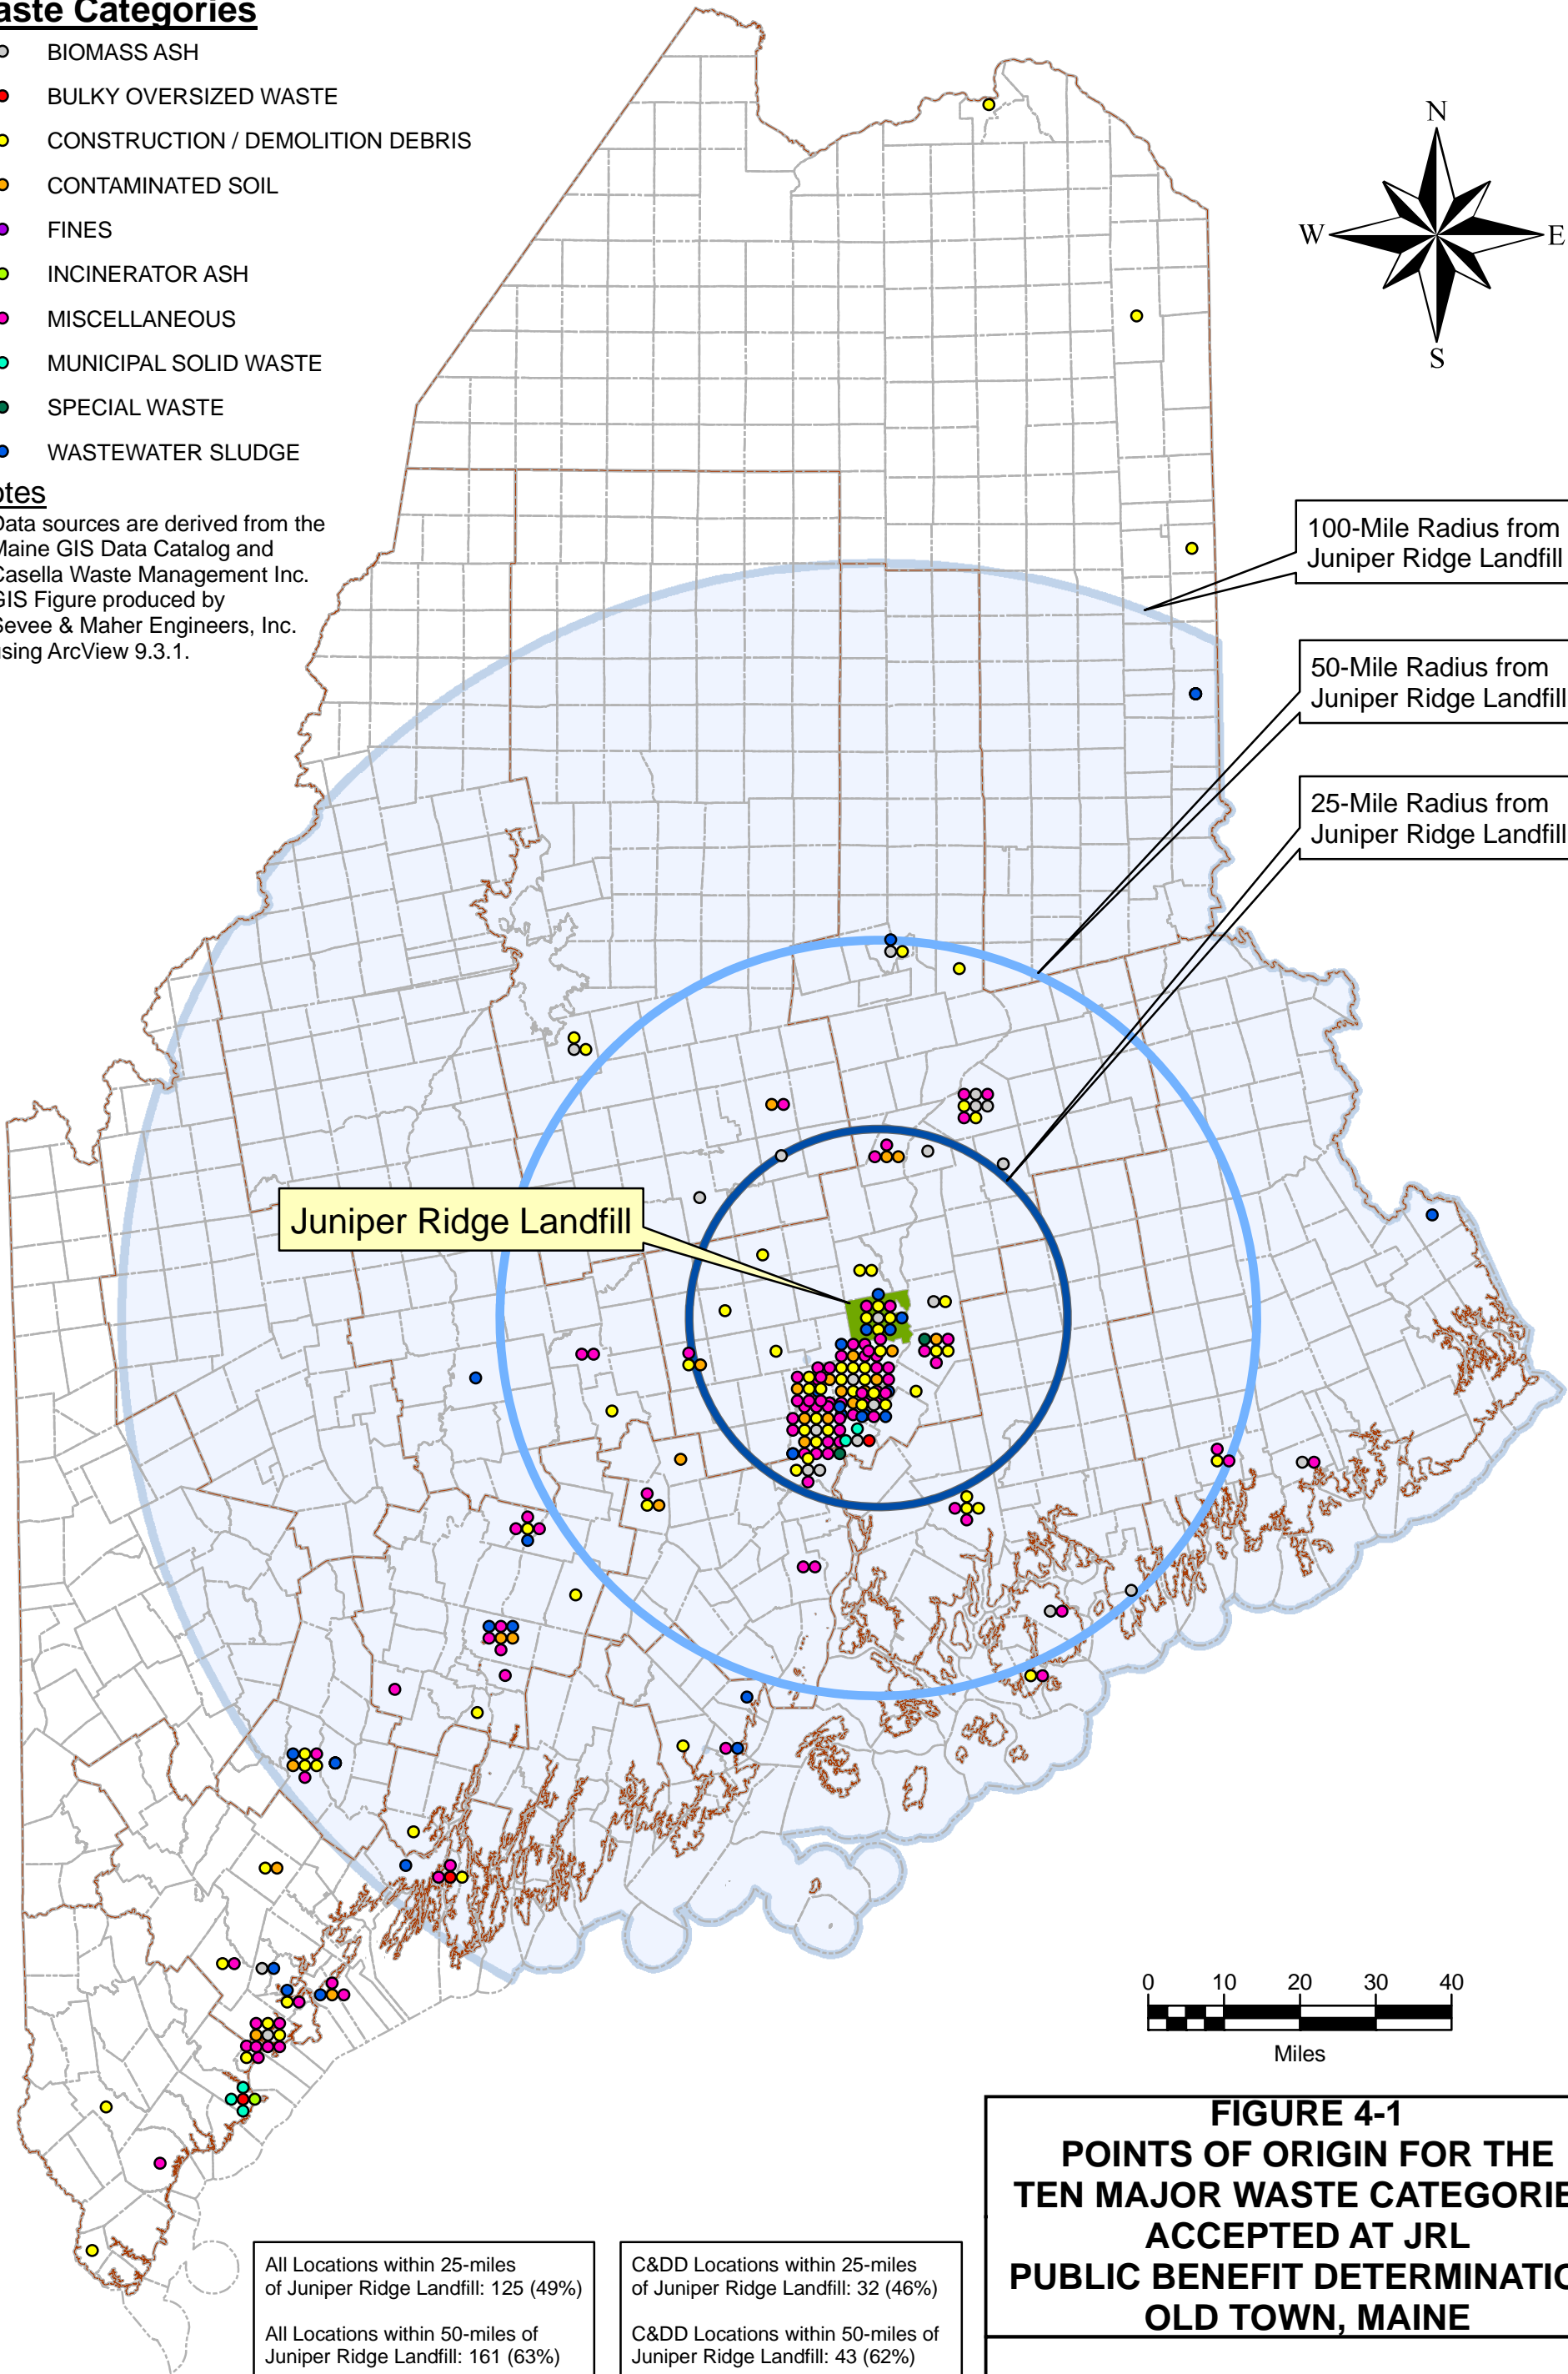 aste Categories
BIOMASS ASH
BULKY OVERSIZED WASTE
CONSTRUCTION / DEMOLITION DEBRIS
CONTAMINATED SOIL
FINES
INCINERATOR ASH
MISCELLANEOUS
MUNICIPAL SOLID WASTE
SPECIAL WASTE
WASTEWATER SLUDGE
otes
Data sources are derived from the
Maine GIS Data Catalog and
Casella Waste Management Inc.
GIS Figure produced by
Sevee & Maher Engineers, Inc.
using ArcView 9.3.1.
N
W
E
S
100-Mile Radius from
Juniper Ridge Landfill
50-Mile Radius from
Juniper Ridge Landfill
25-Mile Radius from
Juniper Ridge Landfill
Juniper Ridge Landfill
0 10 20 30 40
Miles
FIGURE 4-1
POINTS OF ORIGIN FOR THE
TEN MAJOR WASTE CATEGORIE
ACCEPTED AT JRL
PUBLIC BENEFIT DETERMINATIO
OLD TOWN, MAINE
All Locations within 25-miles
of Juniper Ridge Landfill: 125 (49%)
All Locations within 50-miles of
Juniper Ridge Landfill: 161 (63%)
C&DD Locations within 25-miles
of Juniper Ridge Landfill: 32 (46%)
C&DD Locations within 50-miles of
Juniper Ridge Landfill: 43 (62%)